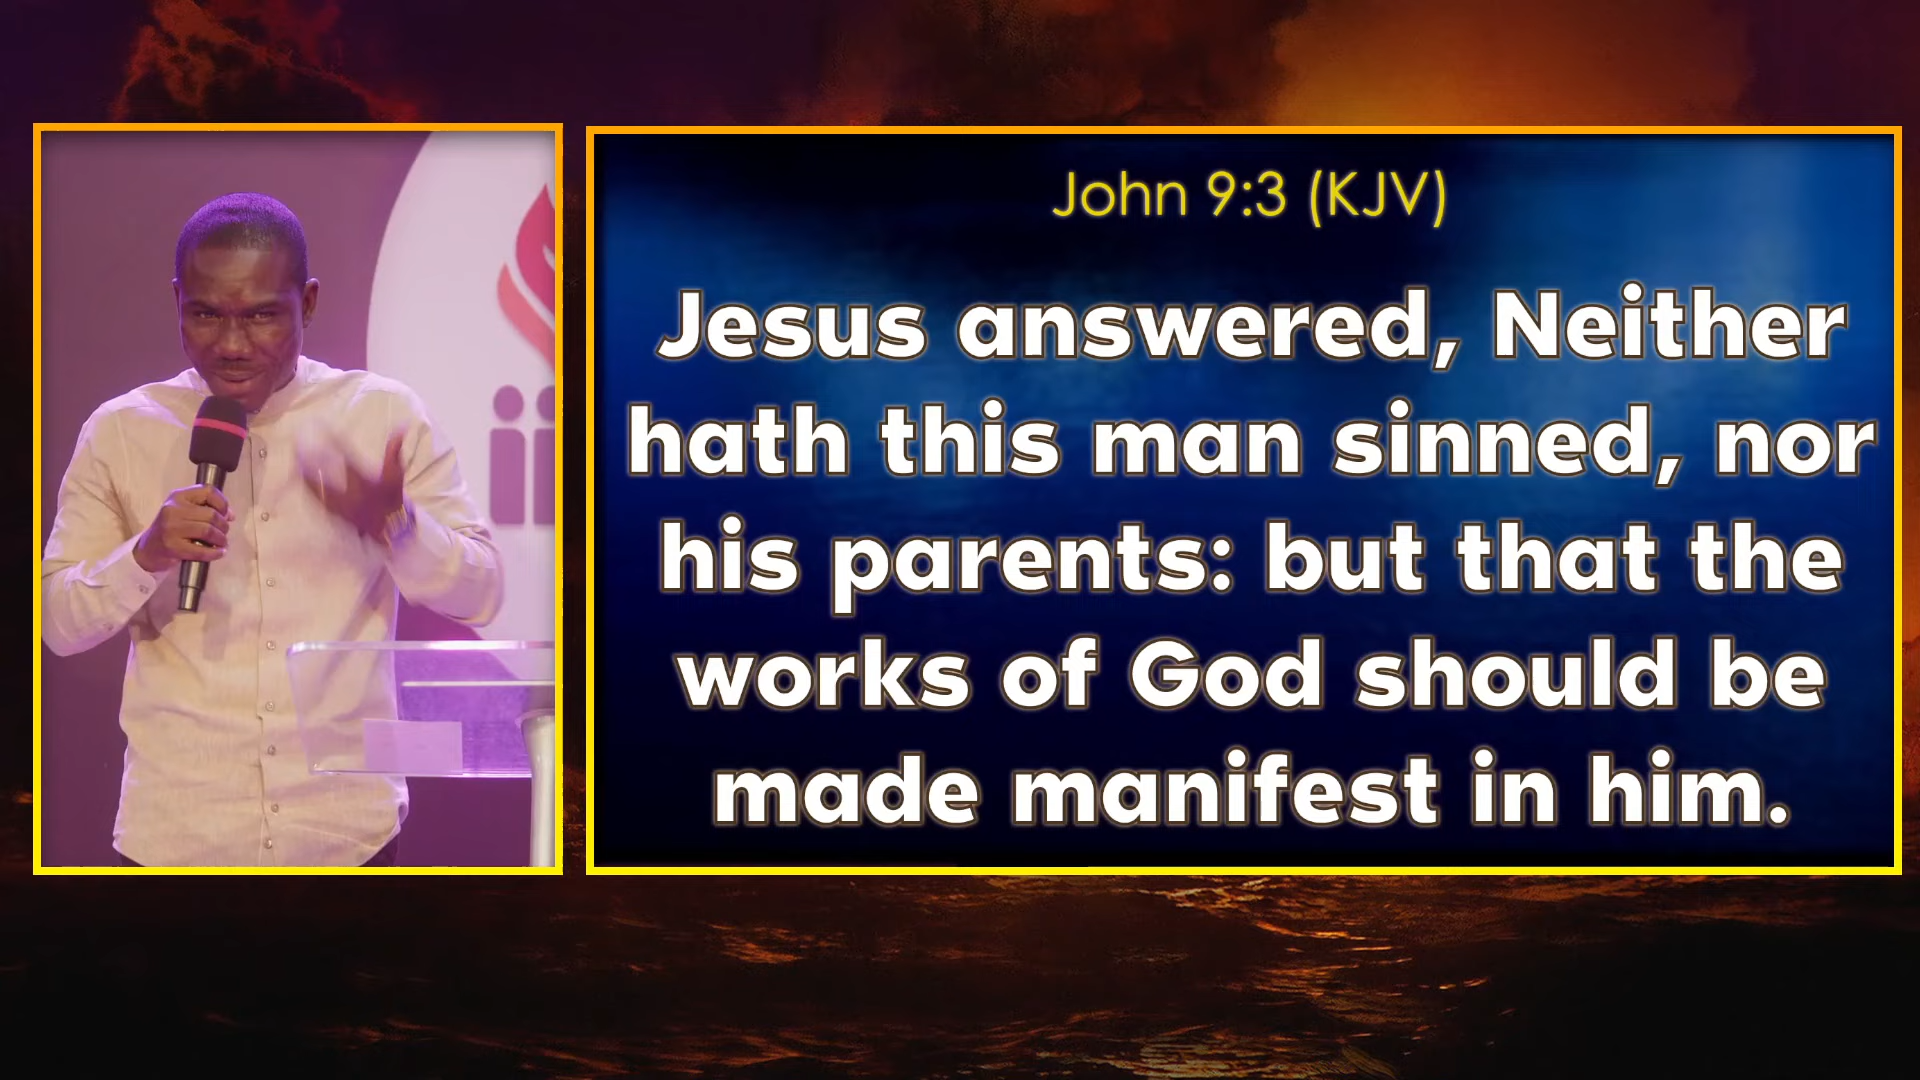 John 9:3 (KJV)
Jesus answered, Neither
hath this man sinned, nor
his parents: but that the
works of God should be
made manifest in him.